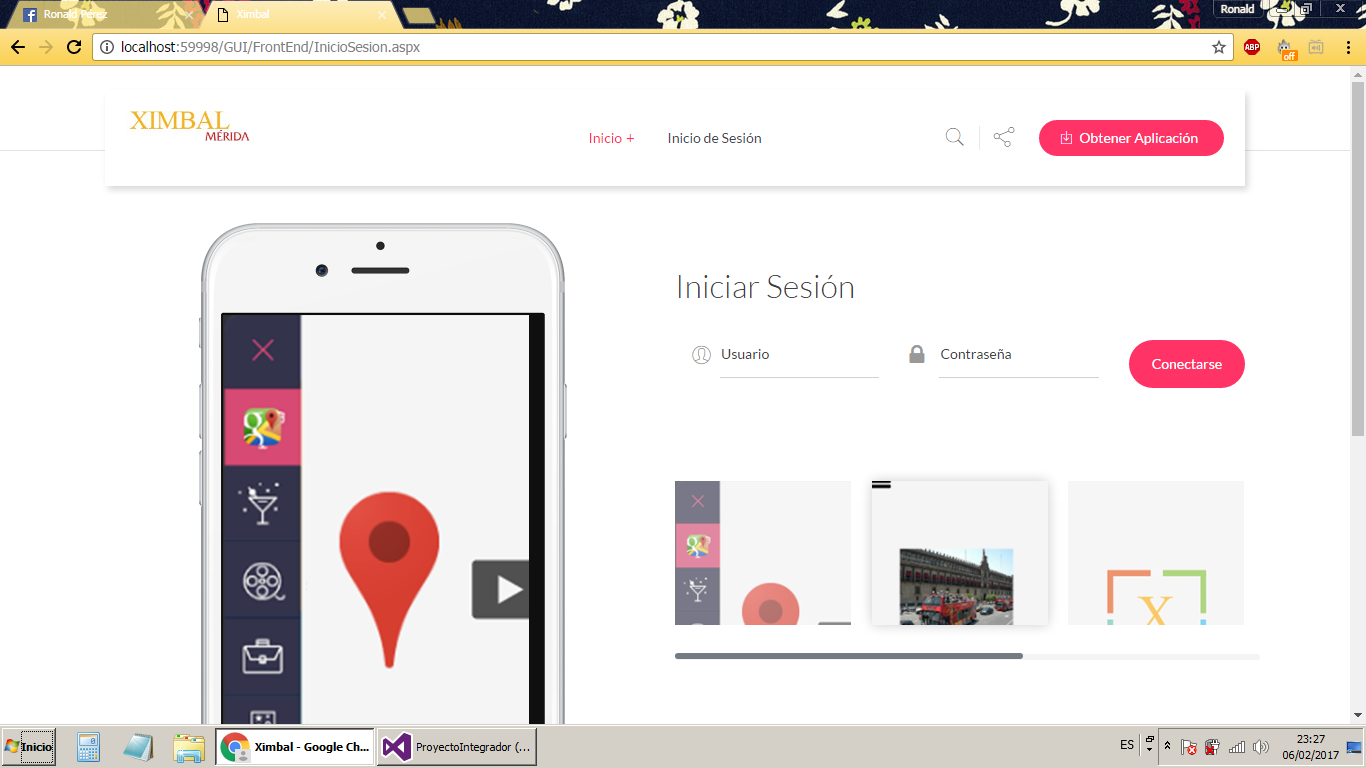 Ronald Pérez
Ximbal
Ronald
localhost:59998/GUI/FrontEnd/InicioSesion.aspx
ABP
off
XIMBAL
MÉRIDA
Inicio +
Inicio de Sesión
Obtener Aplicación
Iniciar Sesión
Usuario
Contraseña
Conectarse
X
Inicio
Ximbal - Google Ch...
ProyectoIntegrador (...
ES
23:27
06/02/2017